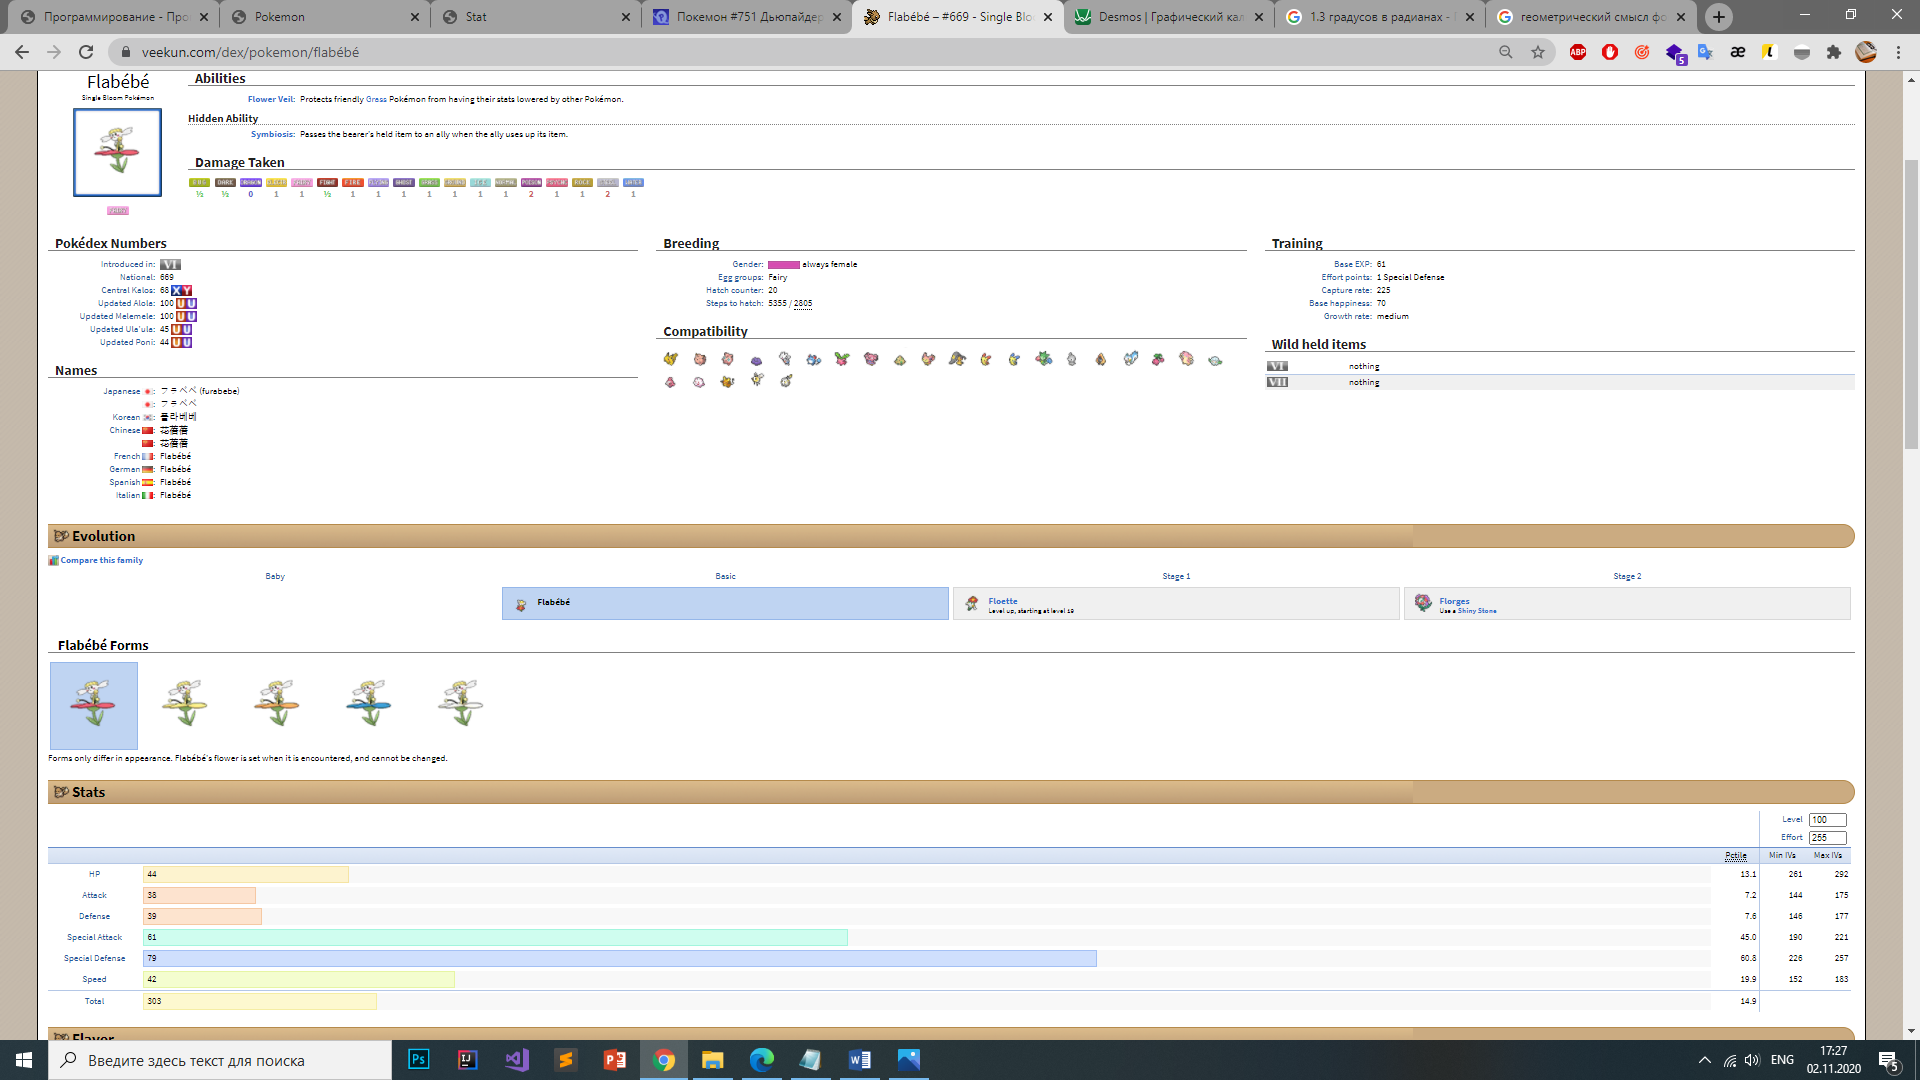 Программирование - Про
Pokemon
Stat
Покемон #751 Дьюпайдер
Flabébé – #669 - Single Blo
Desmos | Графический кал
1.3 градусов в радианах -
геометрический смысл фо
veekun.com/dex/pokemon/flabébé
Flabébé
Single Bloom Pokémon
Abilities
Flower Veil: Protects friendly Grass Pokémon from having their stats lowered by other Pokémon.
Hidden Ability
Symbiosis: Passes the bearer's held item to an ally when the ally uses up its item.
Damage Taken
BUG DARK DRAGON FIGHT FIRE FLYING GHOST NORMAL POISON PSYCHC ROCK WATER
½ ½ 0 1 1 ½ 1 1 1 1 1 1 1 2 1 1 2 1
Pokédex Numbers
Introduced in: VI
National: 669
Central Kalos: 68 X Y
Updated Alola: 100 U U
Updated Melemele: 100 U U
Updated Ula'ula: 45 U U
Updated Poni: 44 U U
Names
Japanese : フラベベ (furabebe)
: フラベベ
Korean : 플라베베
Chinese : 花蓓蓓
: 花蓓蓓
French : Flabébé
German : Flabébé
Spanish : Flabébé
Italian : Flabébé
Breeding
Gender: always female
Egg groups: Fairy
Hatch counter: 20
Steps to hatch: 5355 / 2805
Compatibility
Training
Base EXP: 61
Effort points: 1 Special Defense
Capture rate: 225
Base happiness: 70
Growth rate: medium
Wild held items
VI nothing
VII nothing
Evolution
Compare this family
Baby Basic Stage 1 Stage 2
Flabébé
Floette
Level up, starting at level 19
Florges
Use a Shiny Stone
Flabébé Forms
Forms only differ in appearance. Flabébé's flower is set when it is encountered, and cannot be changed.
Stats
Level 100
Effort 255
Pctile Min IVs Max IVs
HP 44 13.1 261 292
Attack 38 7.2 144 175
Defense 39 7.6 146 177
Special Attack 61 45.0 190 221
Special Defense 79 60.8 226 257
Speed 42 19.9 152 183
Total 303 14.9
Flavor
Введите здесь текст для поиска
ENG
17:27
02.11.2020
5